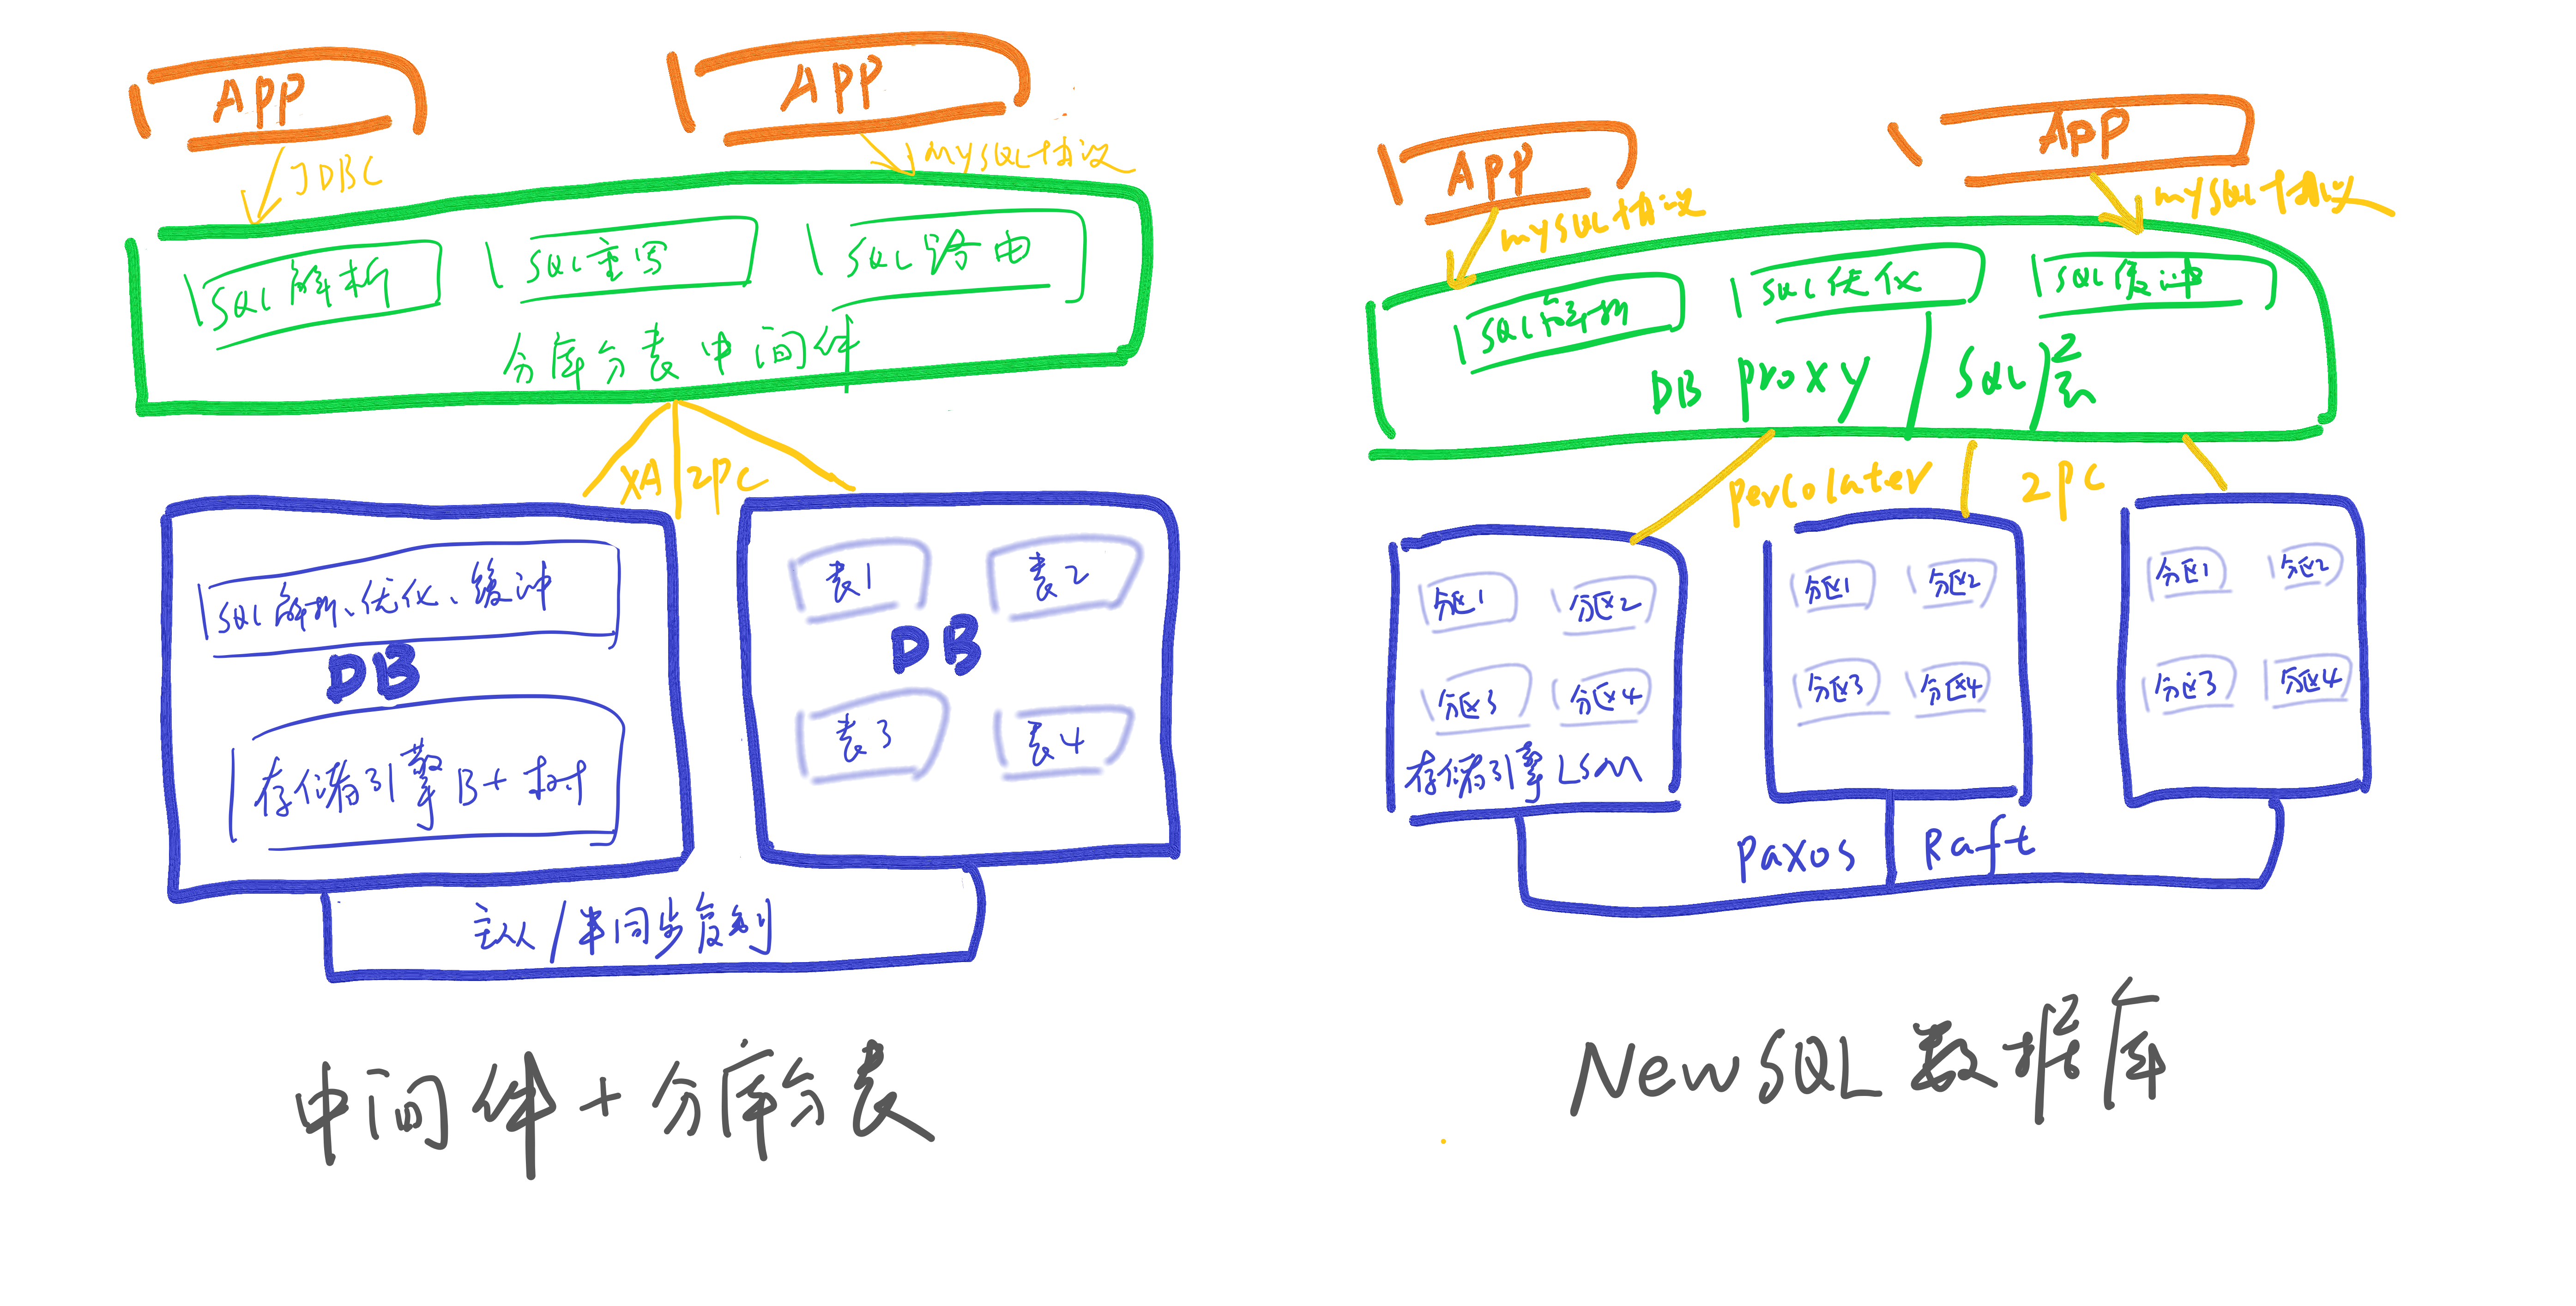 APP
APP
JDBC
mysQL协议
SQL解析
SQL重写
SQL路由
分库分表中间件
XA 2PC
SQL解析、优化、缓冲
DB
存储引擎B+树
表1
表2
DB
表3
表4
主从/半同步复制
中间件+分库分表
APP
APP
mySQL协议
mySQL协议
SQL解析
SQL优化
SQL缓冲
DB proxy / SQL层
percolater 2PC
分区1
分区2
分区3
分区4
存储引擎LSM
分区1
分区2
分区3
分区4
分区1
分区2
分区3
分区4
paxos Raft
NewSQL数据库